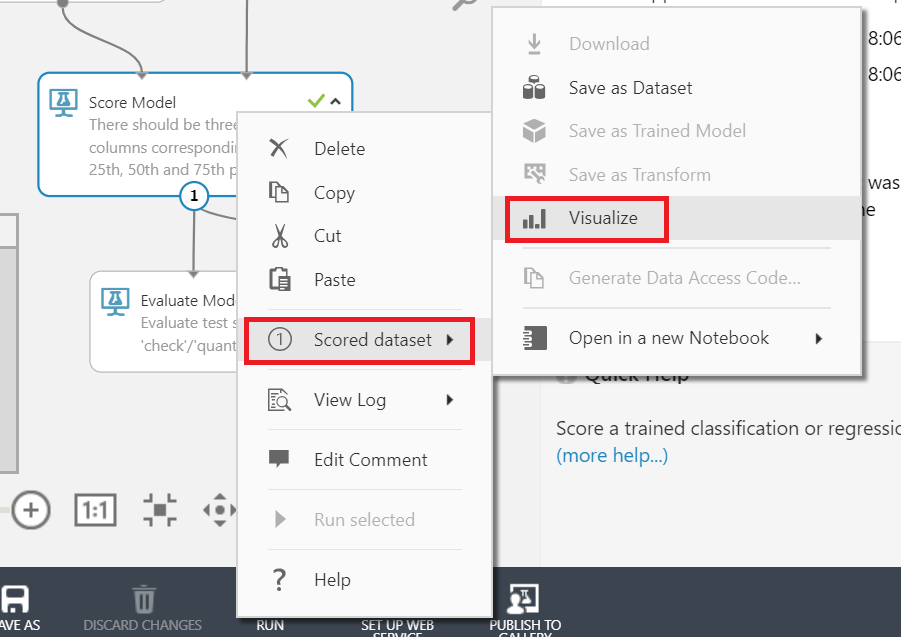 Score Model
There should be three
columns correspondin
25th, 50th and 75th p
1
Evaluate Mod
Evaluate test s
'check'/'quant
Delete
Copy
Cut
Paste
1 Scored dataset
View Log
Edit Comment
Run selected
? Help
Download
Save as Dataset
Save as Trained Model
Save as Transform
Visualize
Generate Data Access Code...
Open in a new Notebook
8:06
8:06
was
ne
Quick Help
Score a trained classification or regressio
(more help...)
1:1
AVE AS
DISCARD CHANGES
RUN
SET UP WEB
SERVICE
PUBLISH TO
GALLERY